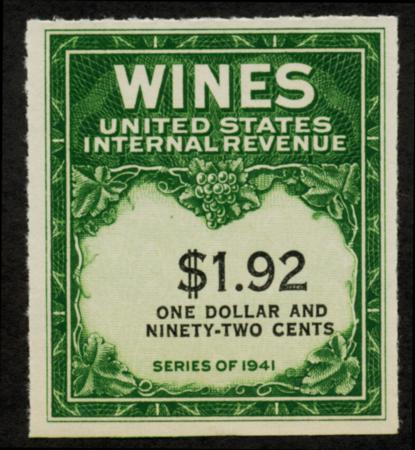 WINES
UNITED STATES
INTERNAL REVENUE
$1.92
ONE DOLLAR AND
NINETY-TWO CENTS
SERIES OF 1941